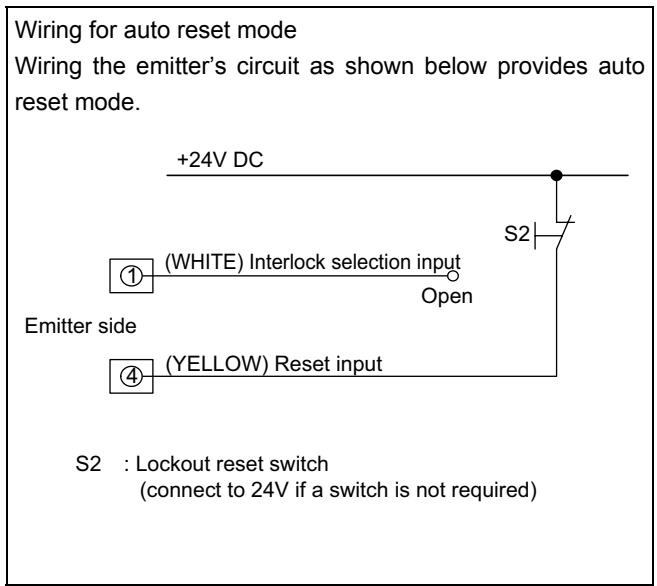 Wiring for auto reset mode
Wiring the emitter's circuit as shown below provides auto
reset mode.
+24V DC
S2
① (WHITE) Interlock selection input
Open
Emitter side
④ (YELLOW) Reset input
S2 : Lockout reset switch
(connect to 24V if a switch is not required)